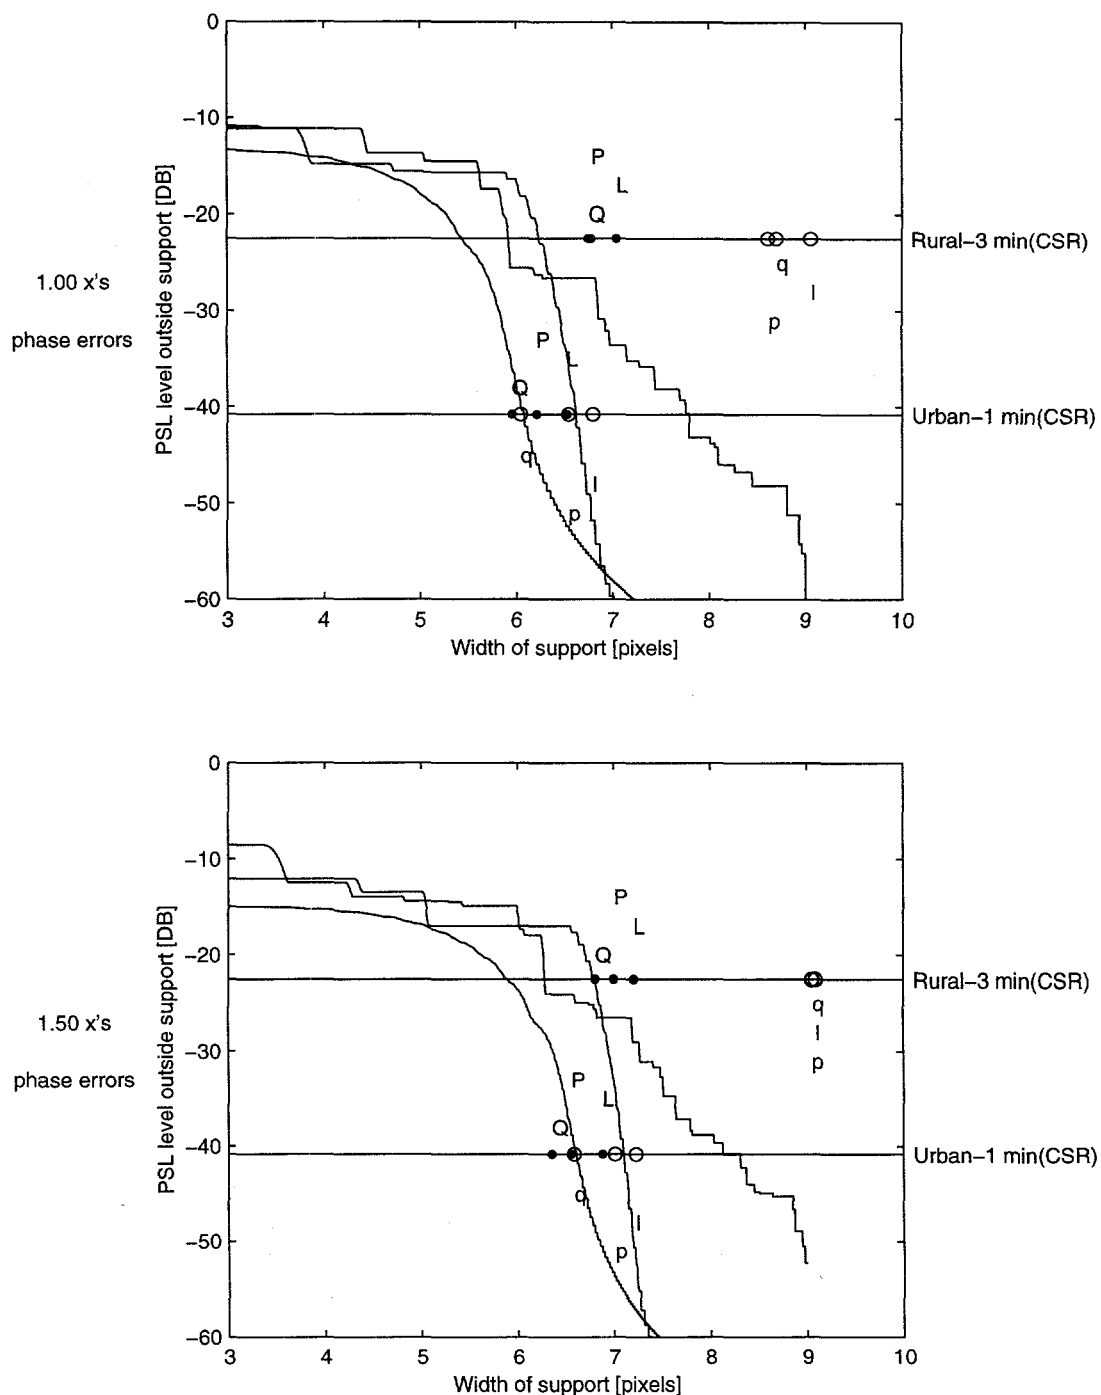 0
−10
−20
−30
−40
−50
−60
PSL level outside support [DB]
1.00 x's
phase errors
P
L
Q
Rural−3 min(CSR)
q
l
p
P
L
Q
Urban−1 min(CSR)
q
l
p
3 4 5 6 7 8 9 10
Width of support [pixels]
0
−10
−20
−30
−40
−50
−60
PSL level outside support [DB]
1.50 x's
phase errors
P
L
Q
Rural−3 min(CSR)
q
l
p
P
L
Q
Urban−1 min(CSR)
q
l
p
3 4 5 6 7 8 9 10
Width of support [pixels]